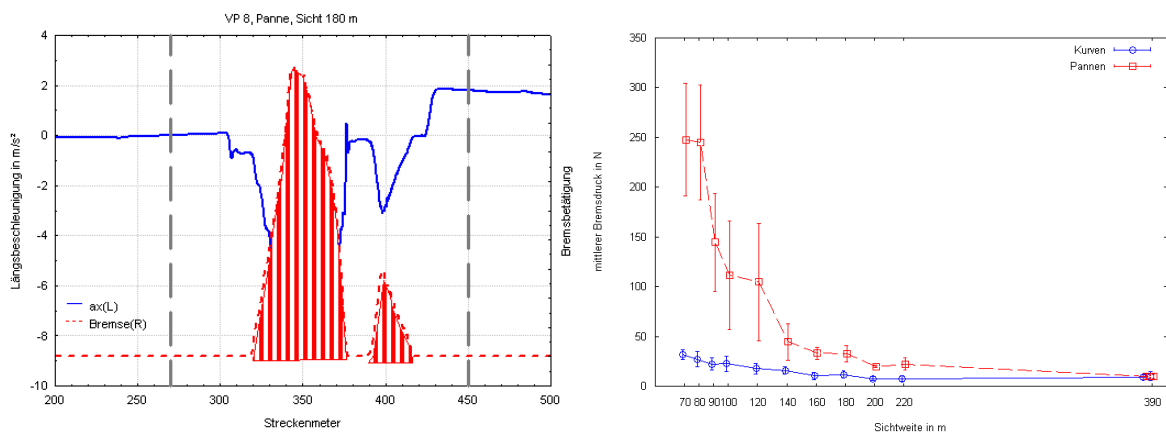 VP 8, Panne, Sicht 180 m
Längsbeschleunigung in m/s²
4
2
0
-2
-4
-6
-8
-10
ax(L)
Bremse(R)
200 250 300 350 400 450 500
Streckenmeter
Bremsbetätigung
mittlerer Bremsdruck in N
350
300
250
200
150
100
50
0
Kurven
Pannen
70 80 90 100 120 140 160 180 200 220 390
Sichtweite in m